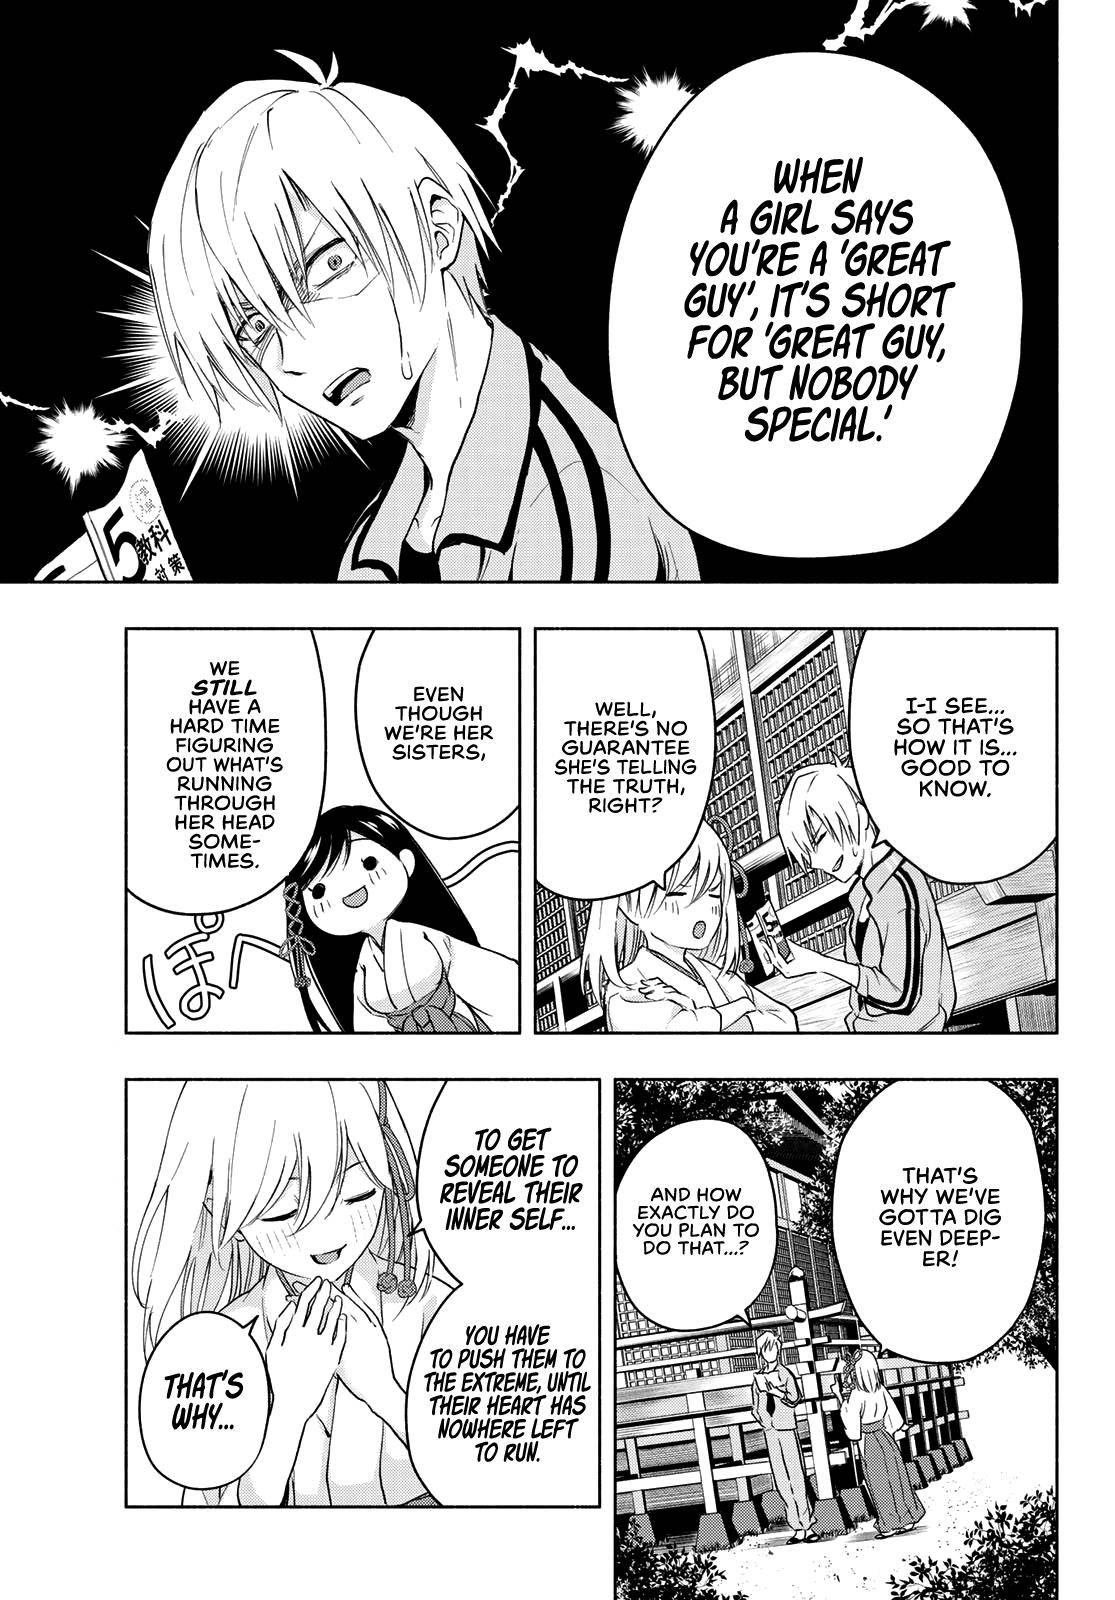 WHEN
A GIRL SAYS
YOU'RE A 'GREAT
GUY', IT'S SHORT
FOR 'GREAT GUY,
BUT NOBODY
SPECIAL.'
5
教科
対策
I-I SEE...
SO THAT'S
HOW IT IS...
GOOD TO
KNOW.
WELL,
THERE'S NO
GUARANTEE
SHE'S TELLING
THE TRUTH,
RIGHT?
EVEN
THOUGH
WE'RE HER
SISTERS,
WE
STILL
HAVE A
HARD TIME
FIGURING
OUT WHAT'S
RUNNING
THROUGH
HER HEAD
SOME-
TIMES.
ぽへ
THAT'S
WHY WE'VE
GOTTA DIG
EVEN DEEP-
ER!
AND HOW
EXACTLY DO
YOU PLAN TO
DO THAT...?
TO GET
SOMEONE TO
REVEAL THEIR
INNER SELF...
YOU HAVE
TO PUSH THEM TO
THE EXTREME, UNTIL
THEIR HEART HAS
NOWHERE LEFT
TO RUN.
THAT'S
WHY...